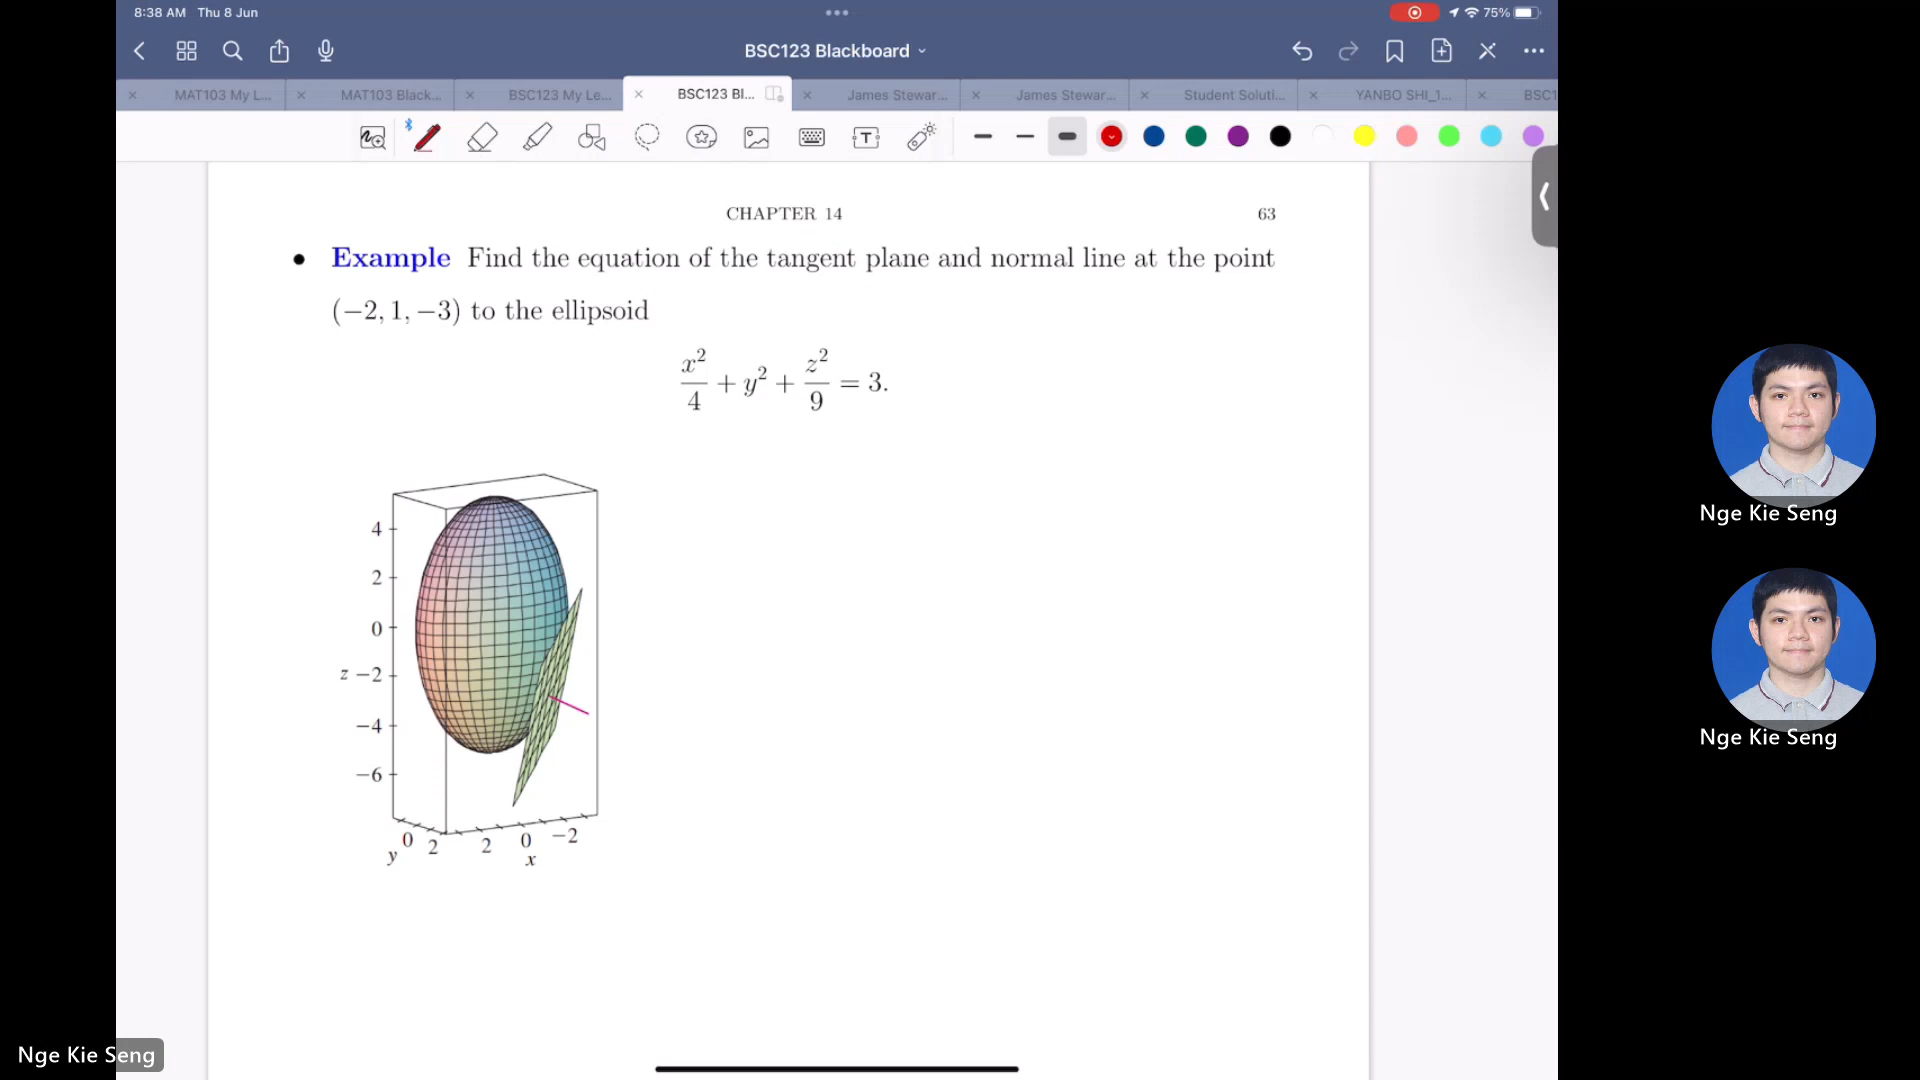 8:38 AM Thu 8 Jun
75%
BSC123 Blackboard
MAT103 My L...
MAT103 Black...
BSC123 My Le...
BSC123 Bl...
James Stewar...
James Stewar...
Student Soluti...
YANBO SHI_1...
BSC1
T
CHAPTER 14 63
• Example Find the equation of the tangent plane and normal line at the point
(−2, 1, −3) to the ellipsoid
x²/4 + y² + z²/9 = 3.
4
2
0
z −2
−4
−6
0 2 2 0 −2
y x
Nge Kie Seng
Nge Kie Seng
Nge Kie Seng